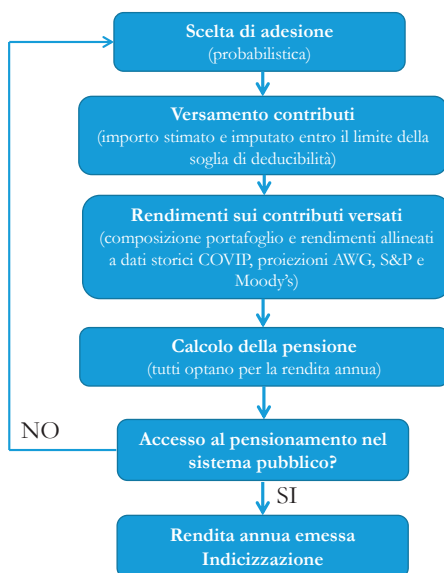 Scelta di adesione
(probabilistica)
Versamento contributi
(importo stimato e imputato entro il limite della
soglia di deducibilità)
Rendimenti sui contributi versati
(composizione portafoglio e rendimenti allineati
a dati storici COVIP, proiezioni AWG, S&P e
Moody's)
Calcolo della pensione
(tutti optano per la rendita annua)
NO
Accesso al pensionamento nel
sistema pubblico?
SI
Rendita annua emessa
Indicizzazione